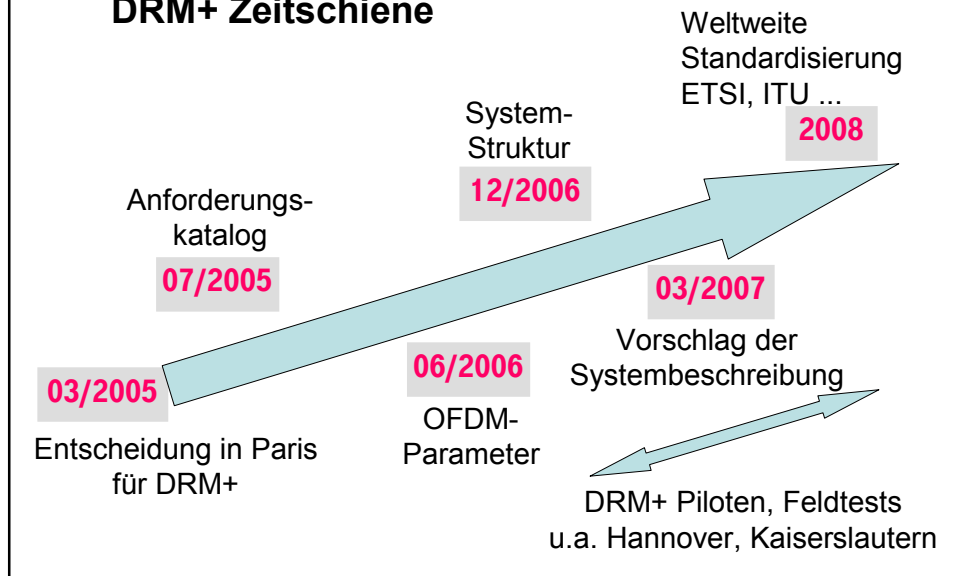 DRM+ Zeitschiene
Weltweite
Standardisierung
ETSI, ITU ...
2008
System-
Struktur
12/2006
Anforderungs-
katalog
07/2005
03/2007
Vorschlag der
Systembeschreibung
06/2006
OFDM-
Parameter
03/2005
Entscheidung in Paris
für DRM+
DRM+ Piloten, Feldtests
u.a. Hannover, Kaiserslautern